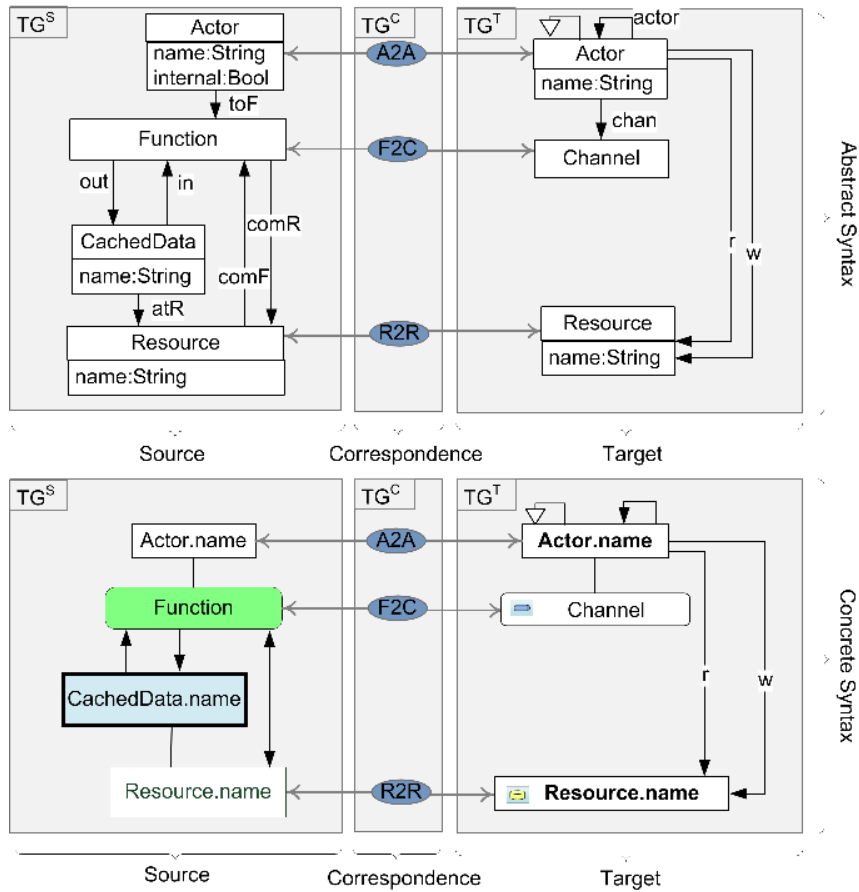 TG^S
TG^C
TG^T
Actor
name:String
internal:Bool
toF
Function
out
in
CachedData
name:String
comR
comF
atR
Resource
name:String
A2A
F2C
R2R
actor
Actor
name:String
chan
Channel
r
w
Resource
name:String
Abstract Syntax
Source
Correspondence
Target
TG^S
TG^C
TG^T
Actor.name
Function
CachedData.name
Resource.name
A2A
F2C
R2R
Actor.name
Channel
r
w
Resource.name
Concrete Syntax
Source
Correspondence
Target